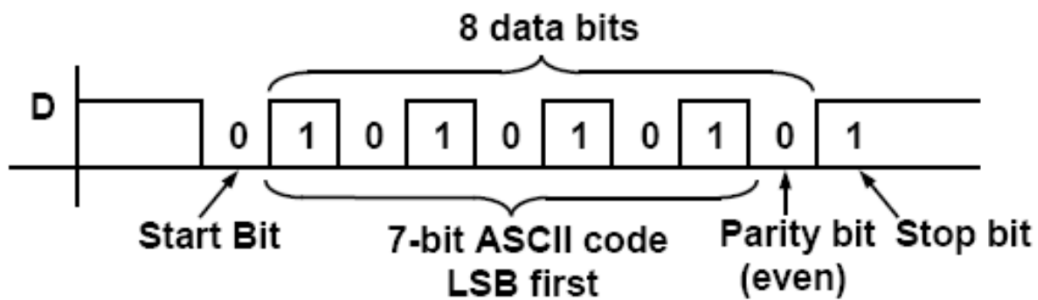 8 data bits
D
0 1 0 1 0 1 0 1 0 1
Start Bit
7-bit ASCII code
LSB first
Parity bit
(even)
Stop bit